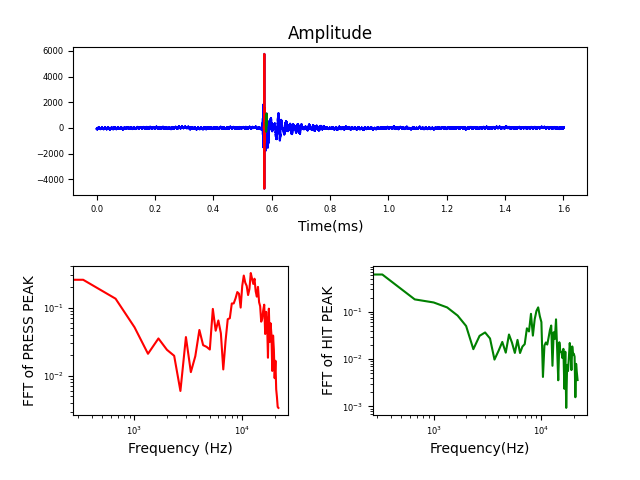 Amplitude
6000
4000
2000
0
−2000
−4000
0.0 0.2 0.4 0.6 0.8 1.0 1.2 1.4 1.6
Time(ms)
FFT of PRESS PEAK
10⁻¹
10⁻²
10³ 10⁴
Frequency (Hz)
FFT of HIT PEAK
10⁻¹
10⁻²
10⁻³
10³ 10⁴
Frequency(Hz)